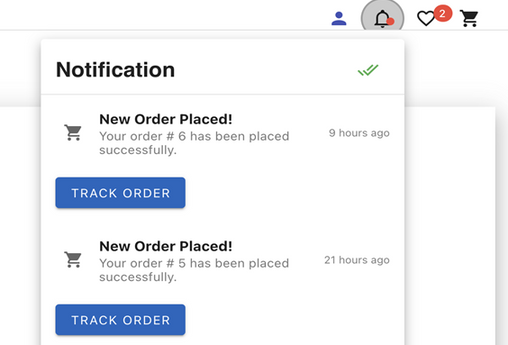 2
Notification
New Order Placed!
Your order # 6 has been placed
successfully.
9 hours ago
TRACK ORDER
New Order Placed!
Your order # 5 has been placed
successfully.
21 hours ago
TRACK ORDER